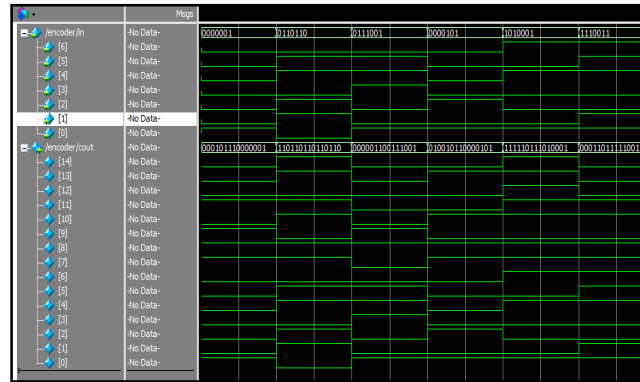 Msgs
/encoder/in -No Data- 0000001 0110110 0111001 0000101 1010001 1110011
[6] -No Data-
[5] -No Data-
[4] -No Data-
[3] -No Data-
[2] -No Data-
[1] -No Data-
[0] -No Data-
/encoder/cout -No Data- 000101110000001 110110110110110 000001100111001 010010110000101 111110111010001 00011011111001
[14] -No Data-
[13] -No Data-
[12] -No Data-
[11] -No Data-
[10] -No Data-
[9] -No Data-
[8] -No Data-
[7] -No Data-
[6] -No Data-
[5] -No Data-
[4] -No Data-
[3] -No Data-
[2] -No Data-
[1] -No Data-
[0] -No Data-